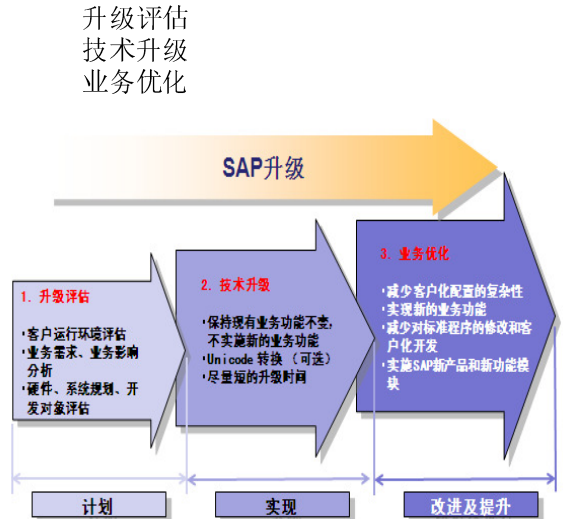 升级评估
技术升级
业务优化
SAP升级
1. 升级评估
·客户运行环境评估
·业务需求、业务影响
分析
·硬件、系统规划、开
发对象评估
2. 技术升级
·保持现有业务功能不变,
不实施新的业务功能
·Unicode 转换 （可选）
·尽量短的升级时间
3. 业务优化
·减少客户化配置的复杂性
·实现新的业务功能
·减少对标准程序的修改和客
户化开发
·实施SAP新产品和新功能模
块
计划
实现
改进及提升